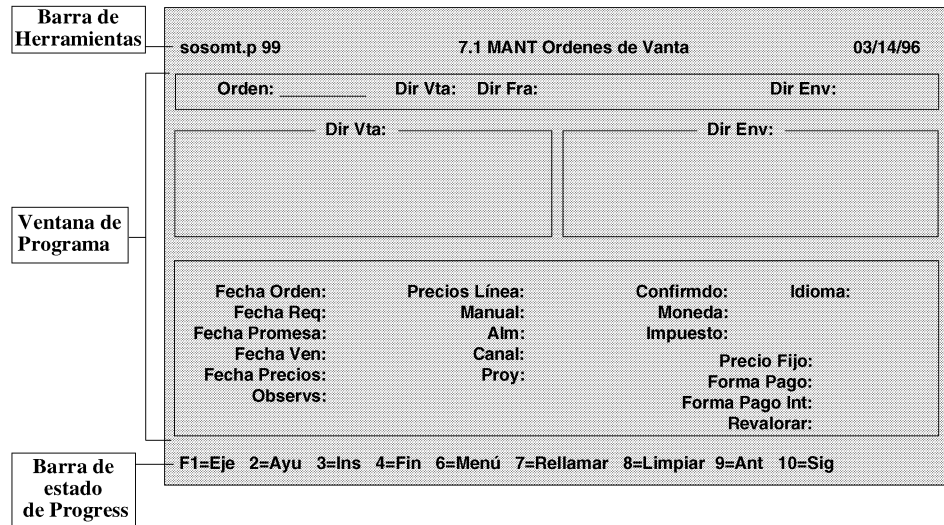 Barra de
Herramientas
sosomt.p 99 7.1 MANT Ordenes de Vanta 03/14/96
Orden: __________ Dir Vta: Dir Fra: Dir Env:
Dir Vta: Dir Env:
Ventana de
Programa
Fecha Orden: Precios Línea: Confirmdo: Idioma:
Fecha Req: Manual: Moneda:
Fecha Promesa: Alm: Impuesto:
Fecha Ven: Canal: Precio Fijo:
Fecha Precios: Proy: Forma Pago:
Observs: Forma Pago Int:
Revalorar:
F1=Eje 2=Ayu 3=Ins 4=Fin 6=Menú 7=Rellamar 8=Limpiar 9=Ant 10=Sig
Barra de
estado
de Progress